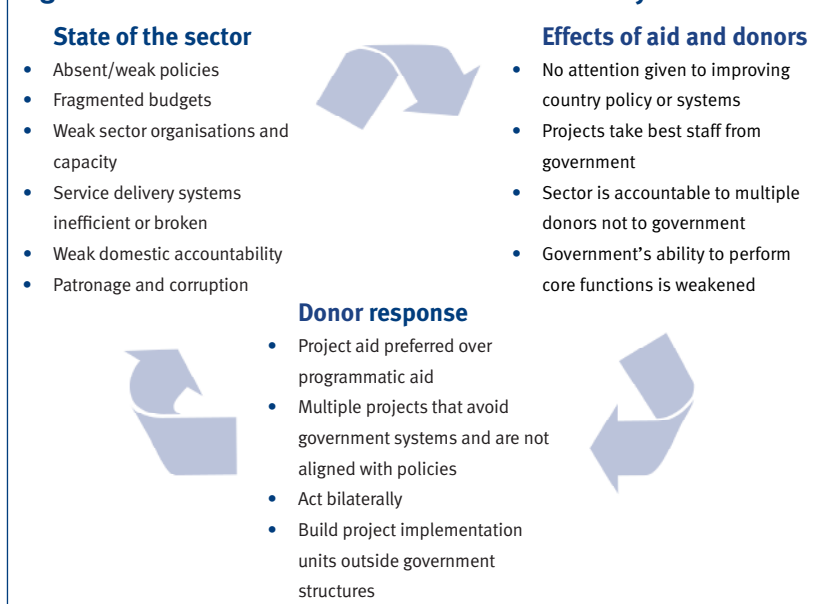 State of the sector
• Absent/weak policies
• Fragmented budgets
• Weak sector organisations and
capacity
• Service delivery systems
inefficient or broken
• Weak domestic accountability
• Patronage and corruption
Effects of aid and donors
• No attention given to improving
country policy or systems
• Projects take best staff from
government
• Sector is accountable to multiple
donors not to government
• Government's ability to perform
core functions is weakened
Donor response
• Project aid preferred over
programmatic aid
• Multiple projects that avoid
government systems and are not
aligned with policies
• Act bilaterally
• Build project implementation
units outside government
structures